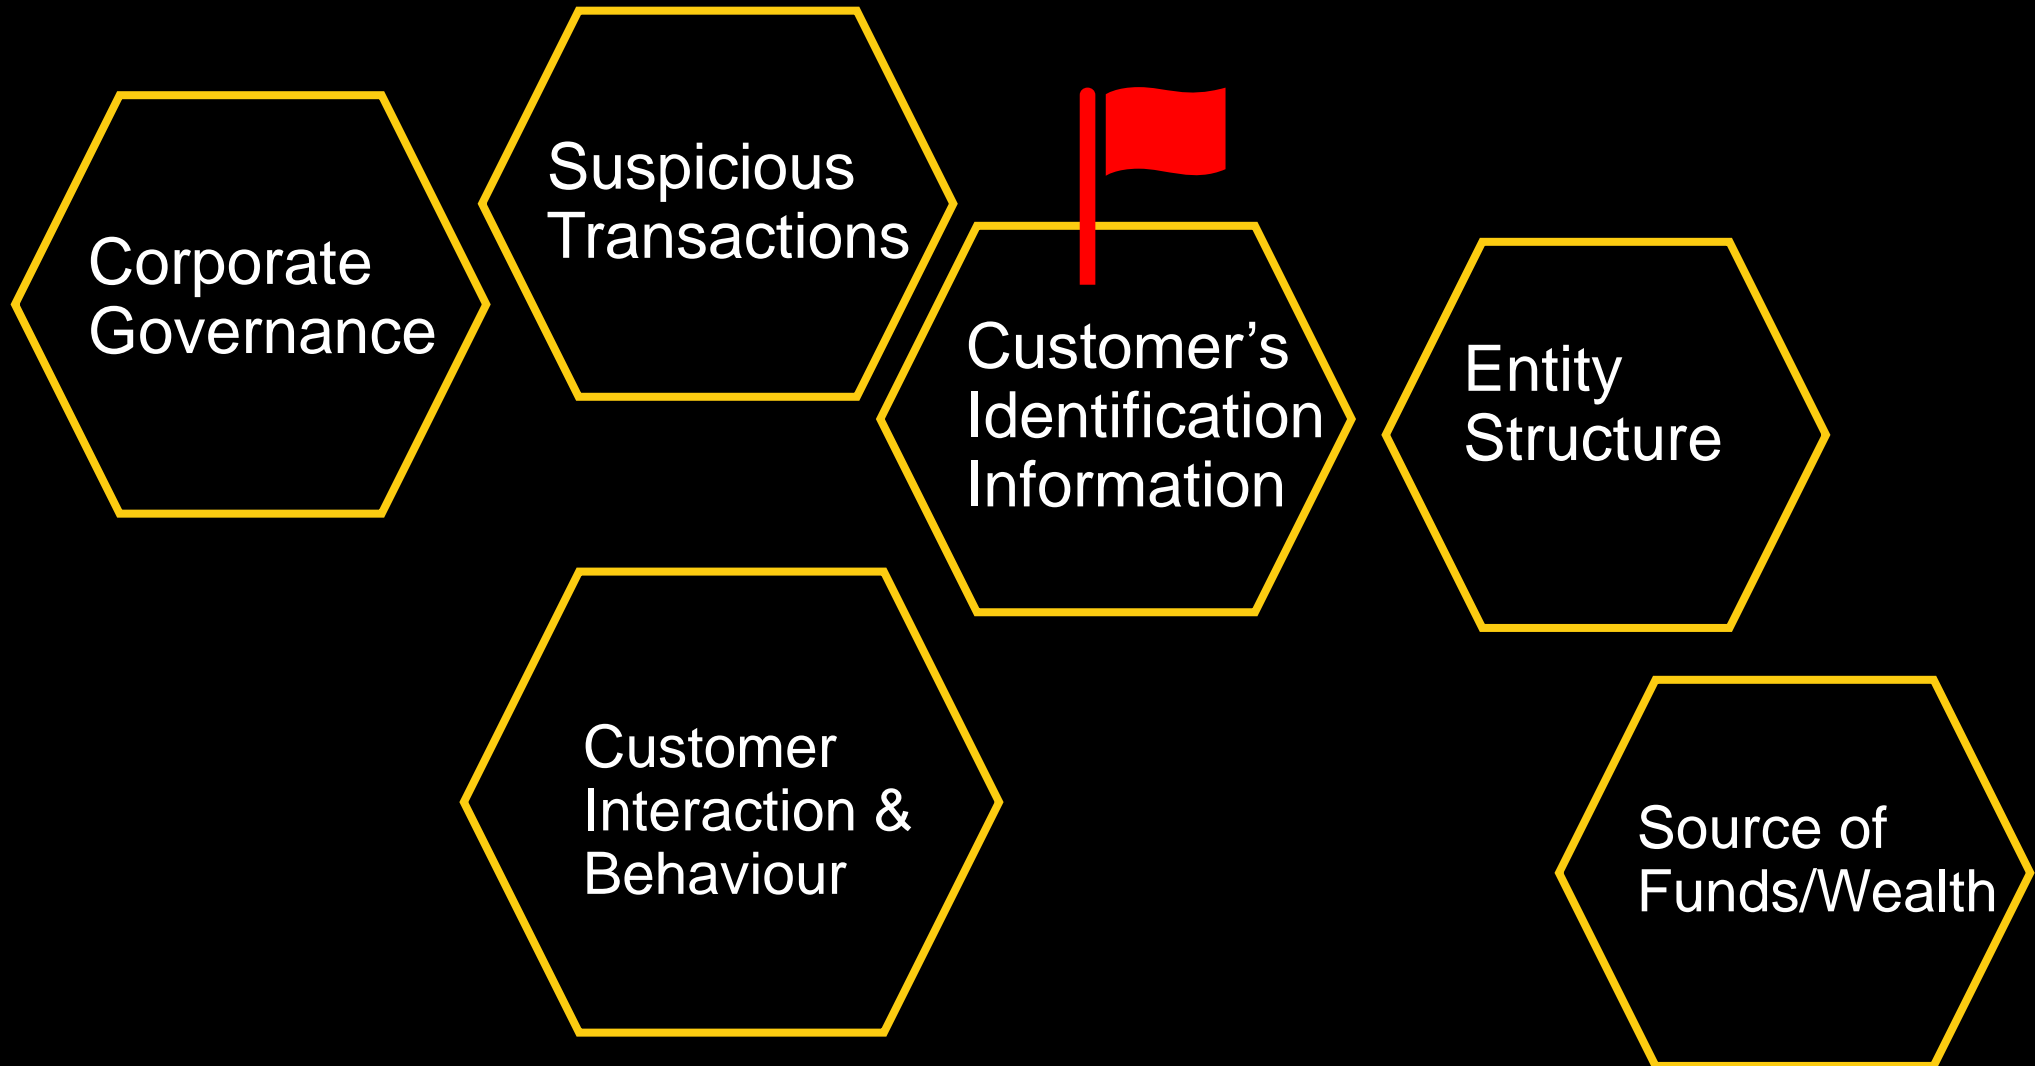 Corporate
Governance
Suspicious
Transactions
Customer’s
Identification
Information
Entity
Structure
Customer
Interaction &
Behaviour
Source of
Funds/Wealth